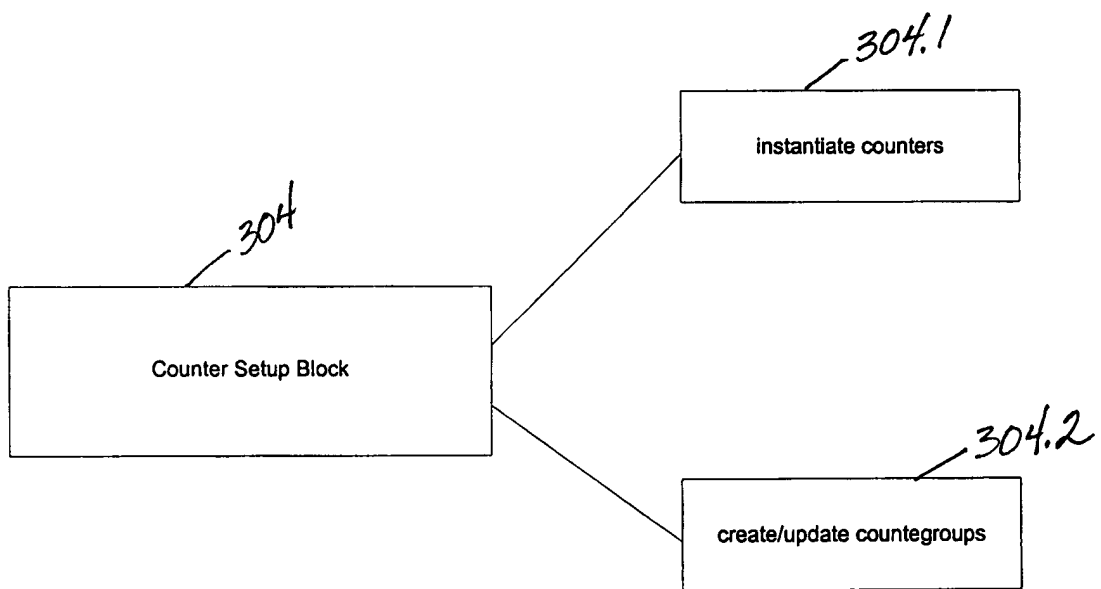 304.1
instantiate counters
304
Counter Setup Block
304.2
create/update countegroups